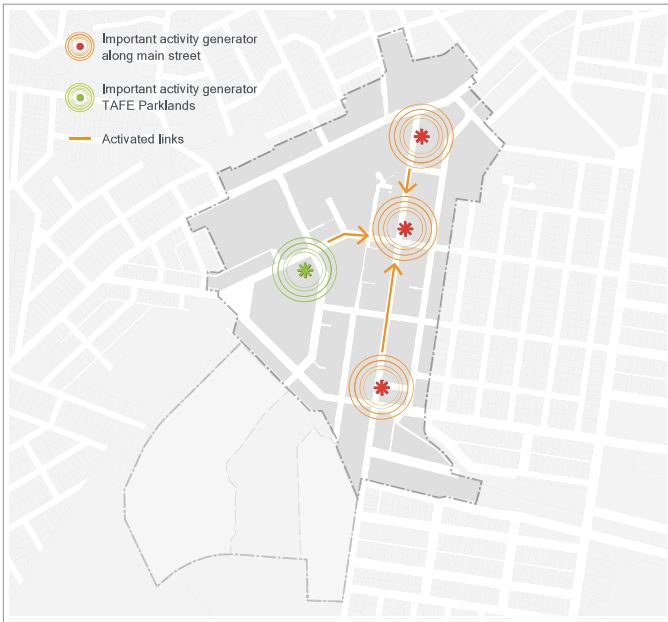 Important activity generator
along main street
Important activity generator
TAFE Parklands
Activated links